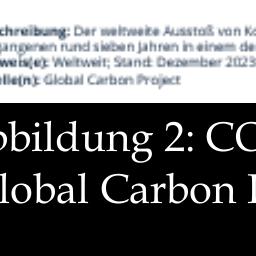 chreibung: Der weltweite Ausstoß von Ko
gangenen rund sieben Jahren in einem de
weis(e): Weltweit; Stand: Dezember 2023
elle(n): Global Carbon Project
bbildung 2: CO
lobal Carbon